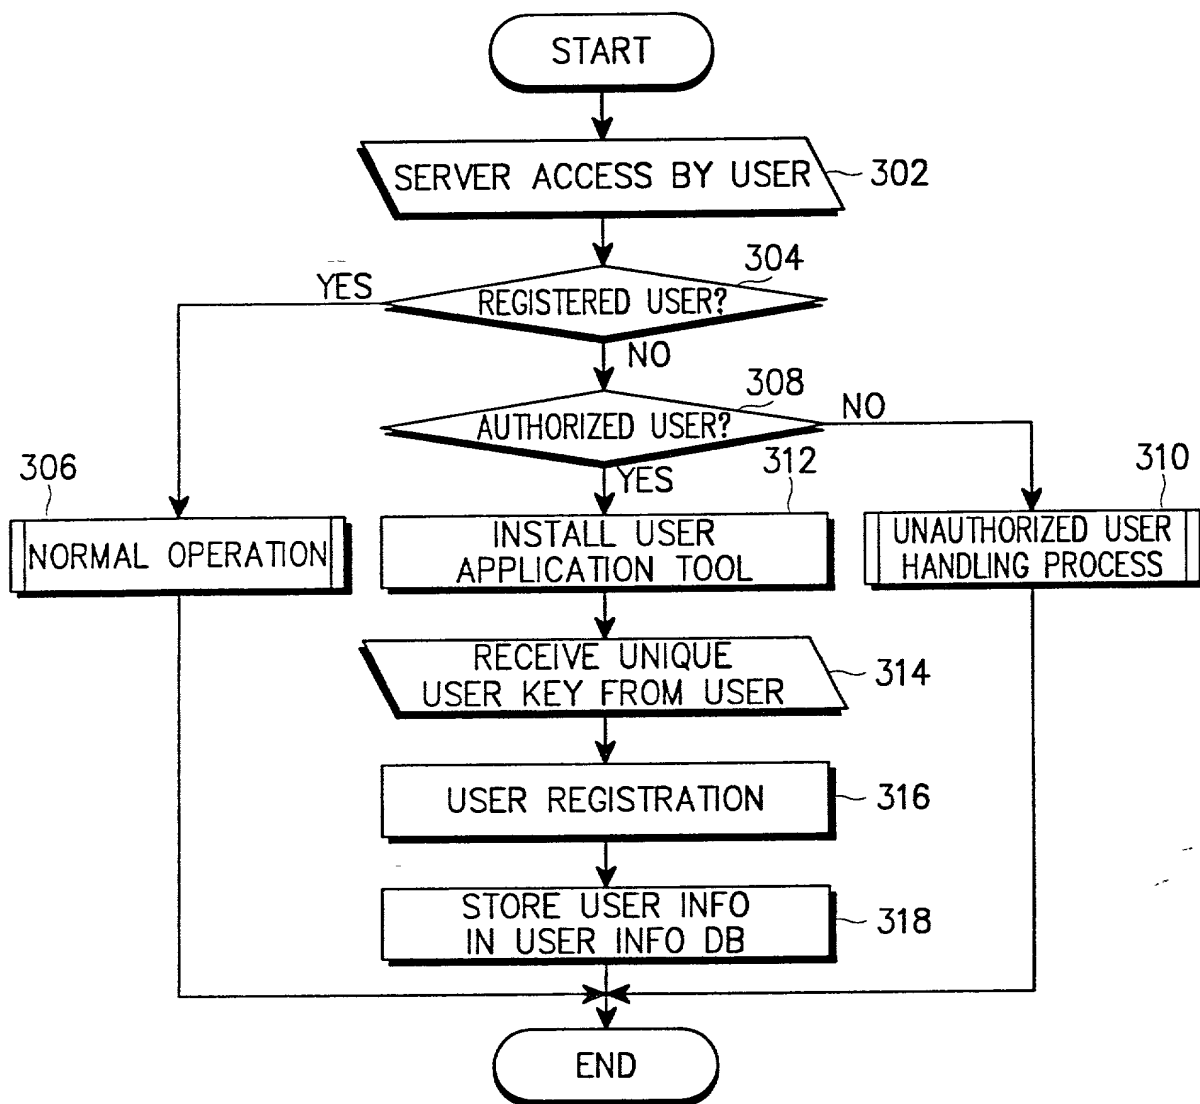 START
SERVER ACCESS BY USER
302
304
YES
REGISTERED USER?
NO
308
NO
AUTHORIZED USER?
306
YES
312
310
NORMAL OPERATION
INSTALL USER
APPLICATION TOOL
UNAUTHORIZED USER
HANDLING PROCESS
RECEIVE UNIQUE
USER KEY FROM USER
314
USER REGISTRATION
316
STORE USER INFO
IN USER INFO DB
318
END